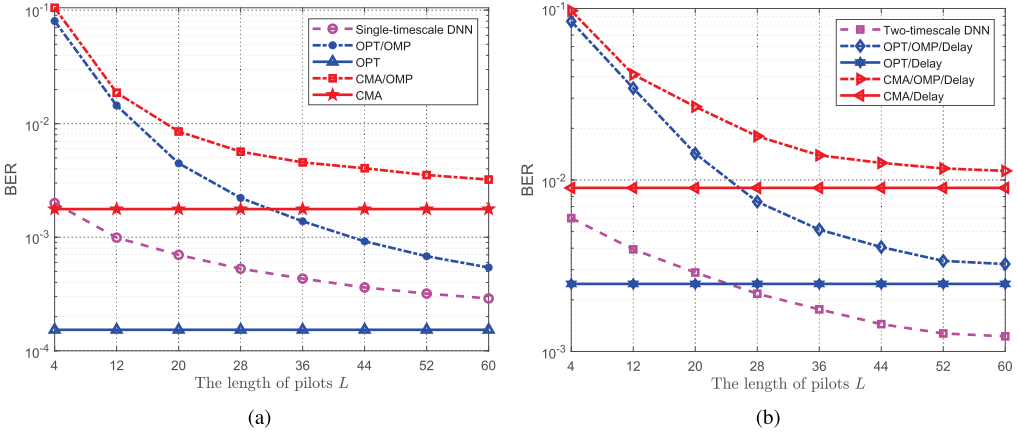 10^-1
10^-2
10^-3
10^-4
BER
4 12 20 28 36 44 52 60
The length of pilots L
Single-timescale DNN
OPT/OMP
OPT
CMA/OMP
CMA
(a)
10^-1
10^-2
10^-3
BER
4 12 20 28 36 44 52 60
The length of pilots L
Two-timescale DNN
OPT/OMP/Delay
OPT/Delay
CMA/OMP/Delay
CMA/Delay
(b)